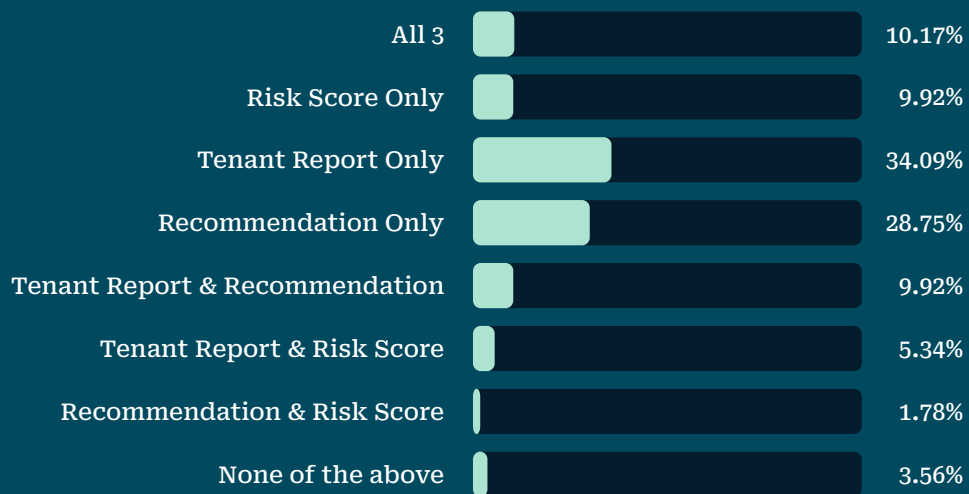 All 3 10.17%
Risk Score Only 9.92%
Tenant Report Only 34.09%
Recommendation Only 28.75%
Tenant Report & Recommendation 9.92%
Tenant Report & Risk Score 5.34%
Recommendation & Risk Score 1.78%
None of the above 3.56%